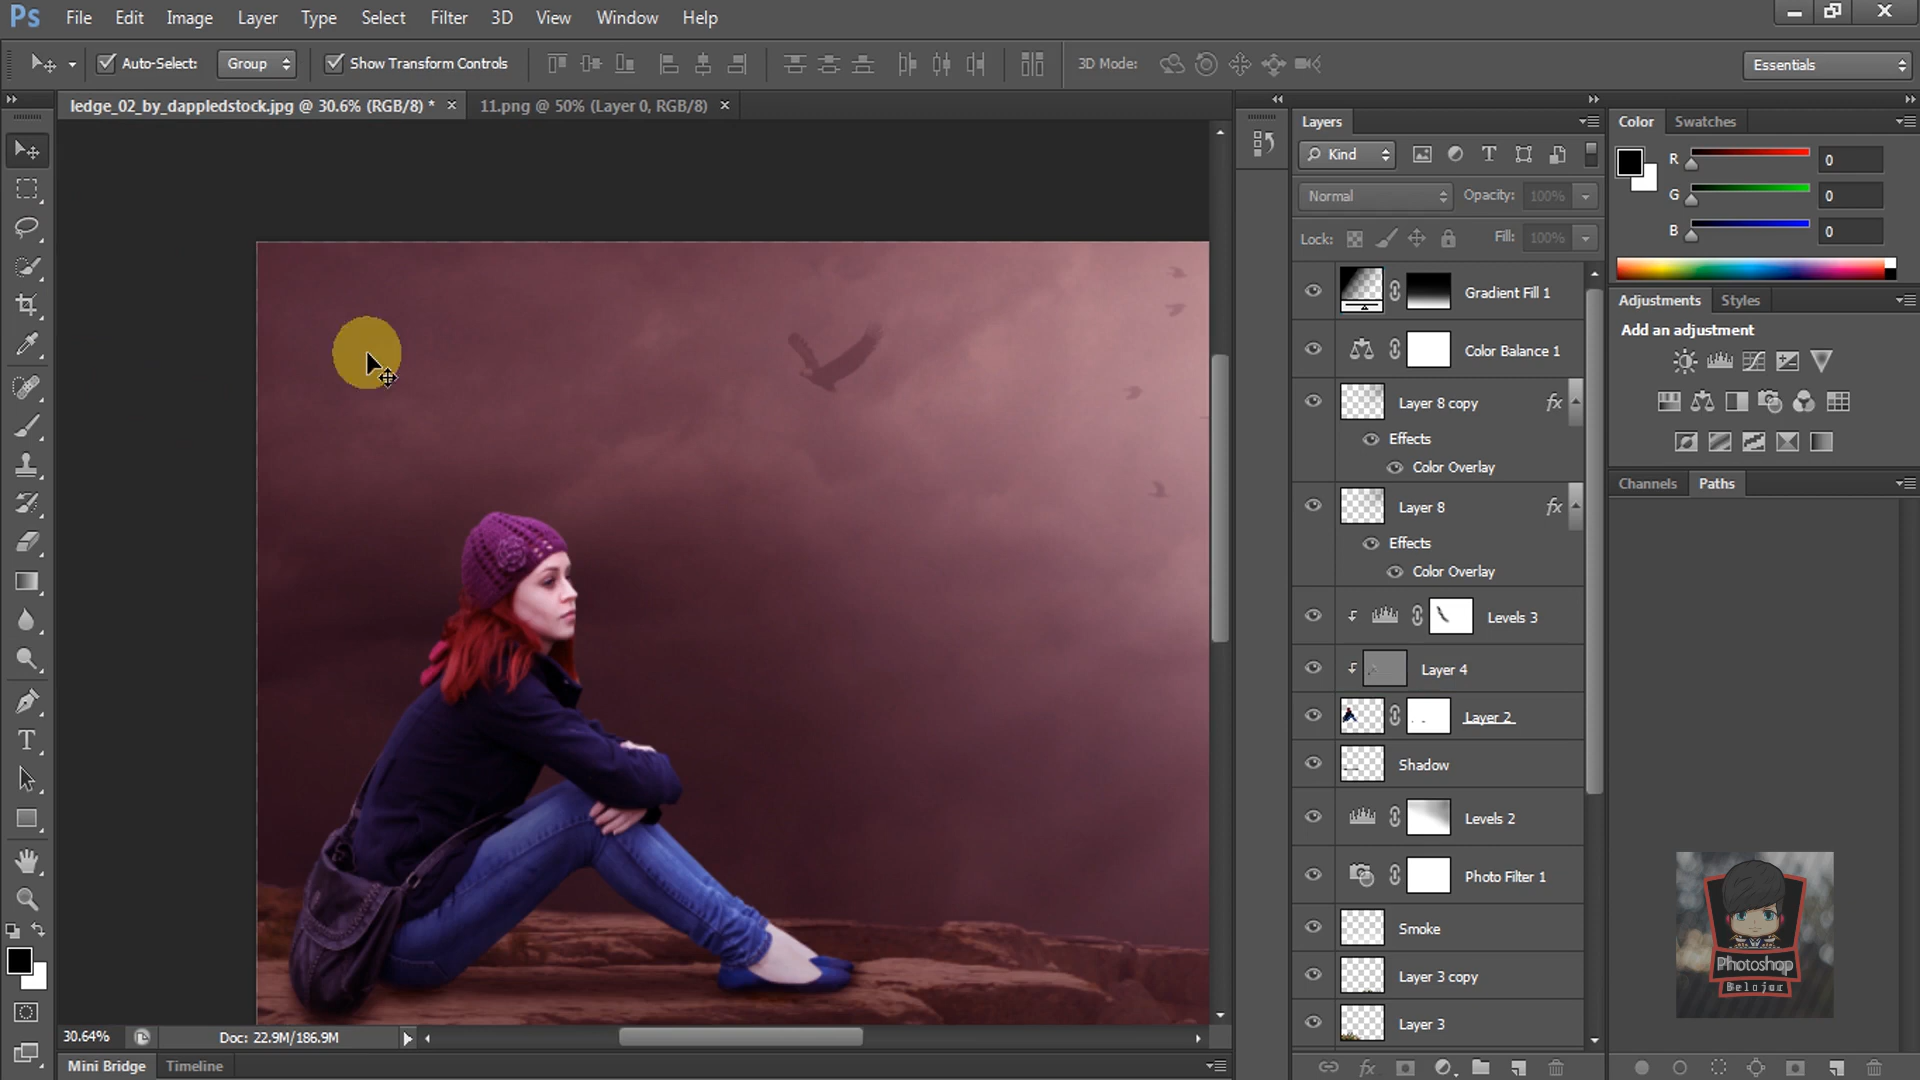 Ps File Edit Image Layer Type Select Filter 3D View Window Help
Auto-Select: Group Show Transform Controls 3D Mode: Essentials
ledge_02_by_dappledstock.jpg @ 30.6% (RGB/8) * × 11.png @ 50% (Layer 0, RGB/8) ×
Layers
Kind
Normal Opacity: 100%
Lock: Fill: 100%
Gradient Fill 1
Color Balance 1
Layer 8 copy fx
Effects
Color Overlay
Layer 8 fx
Effects
Color Overlay
Levels 3
Layer 4
Layer 2
Shadow
Levels 2
Photo Filter 1
Smoke
Layer 3 copy
Layer 3
Color Swatches
R 0
G 0
B 0
Adjustments Styles
Add an adjustment
Channels Paths
Photoshop
Belajar
30.64% Doc: 22.9M/186.9M
Mini Bridge Timeline